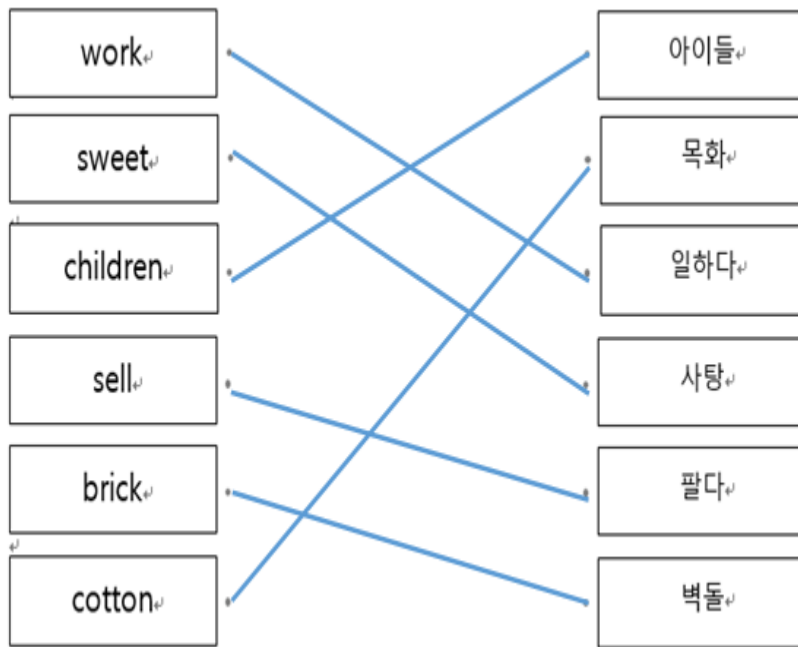 work
아이들
sweet
목화
children
일하다
sell
사탕
brick
팔다
cotton
벽돌